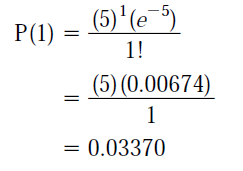 P(1) = (5)¹(e⁻⁵) / 1!
= (5)(0.00674) / 1
= 0.03370